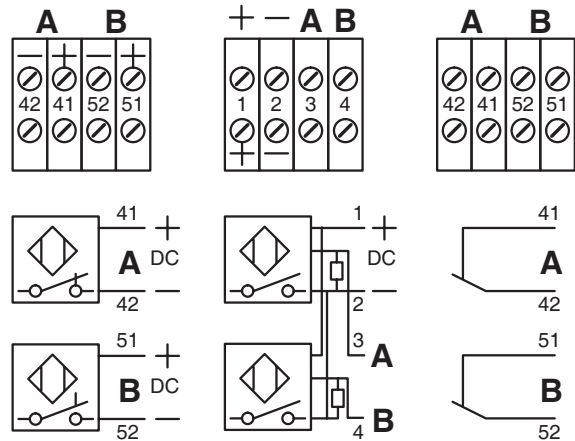 A B
− + − +
42 41 52 51
+ − A B
1 2 3 4
+ −
A B
42 41 52 51
41 +
A DC
42 −
51 +
B DC
52 −
1 +
DC
2 −
3 A
4 B
41
A
42
51
B
52